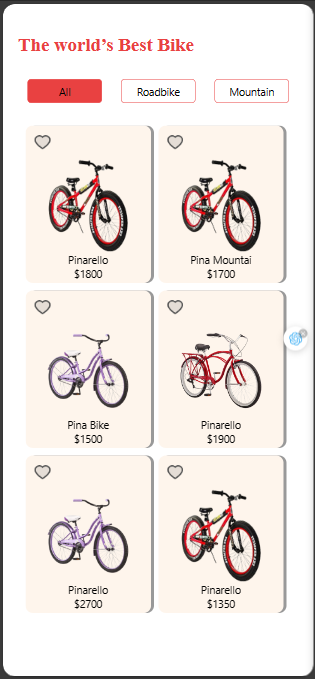 The world's Best Bike
All Roadbike Mountain
Pinarello Pina Mountai
$1800 $1700
Pina Bike Pinarello
$1500 $1900
Pinarello Pinarello
$2700 $1350